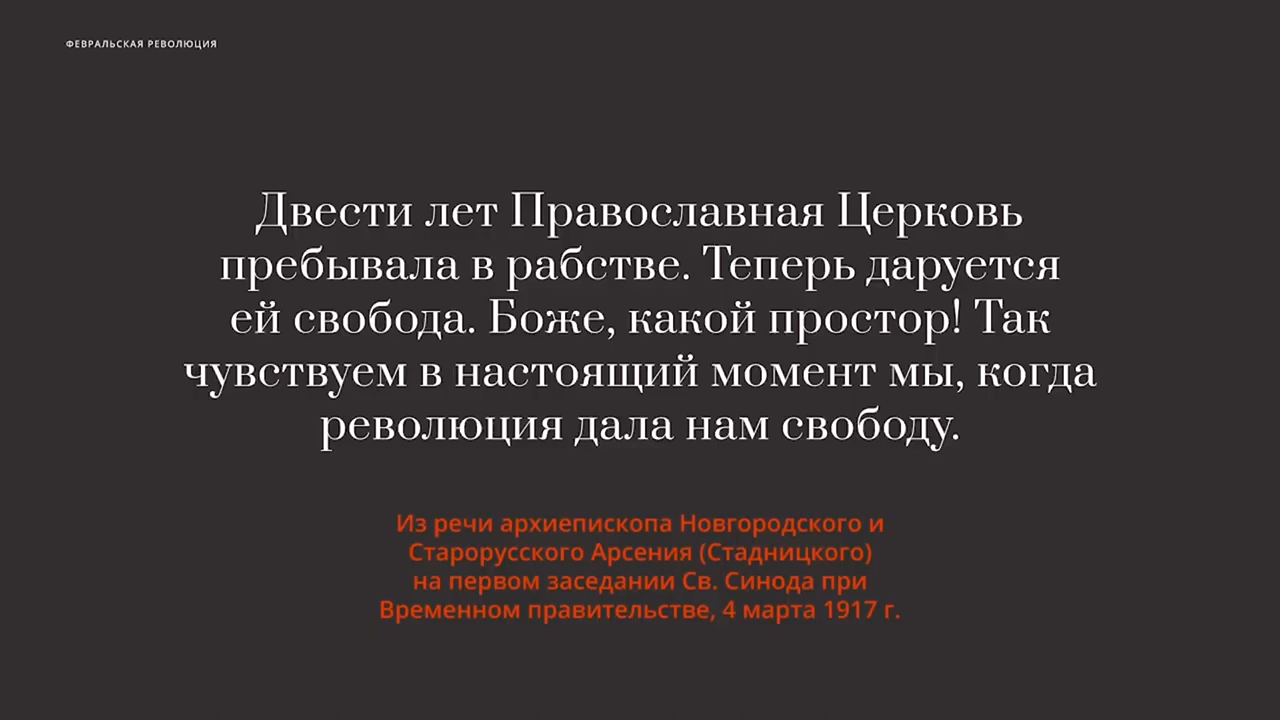 ФЕВРАЛЬСКАЯ РЕВОЛЮЦИЯ
Двести лет Православная Церковь
пребывала в рабстве. Теперь даруется
ей свобода. Боже, какой простор! Так
чувствуем в настоящий момент мы, когда
революция дала нам свободу.
Из речи архиепископа Новгородского и
Старорусского Арсения (Стадницкого)
на первом заседании Св. Синода при
Временном правительстве, 4 марта 1917 г.